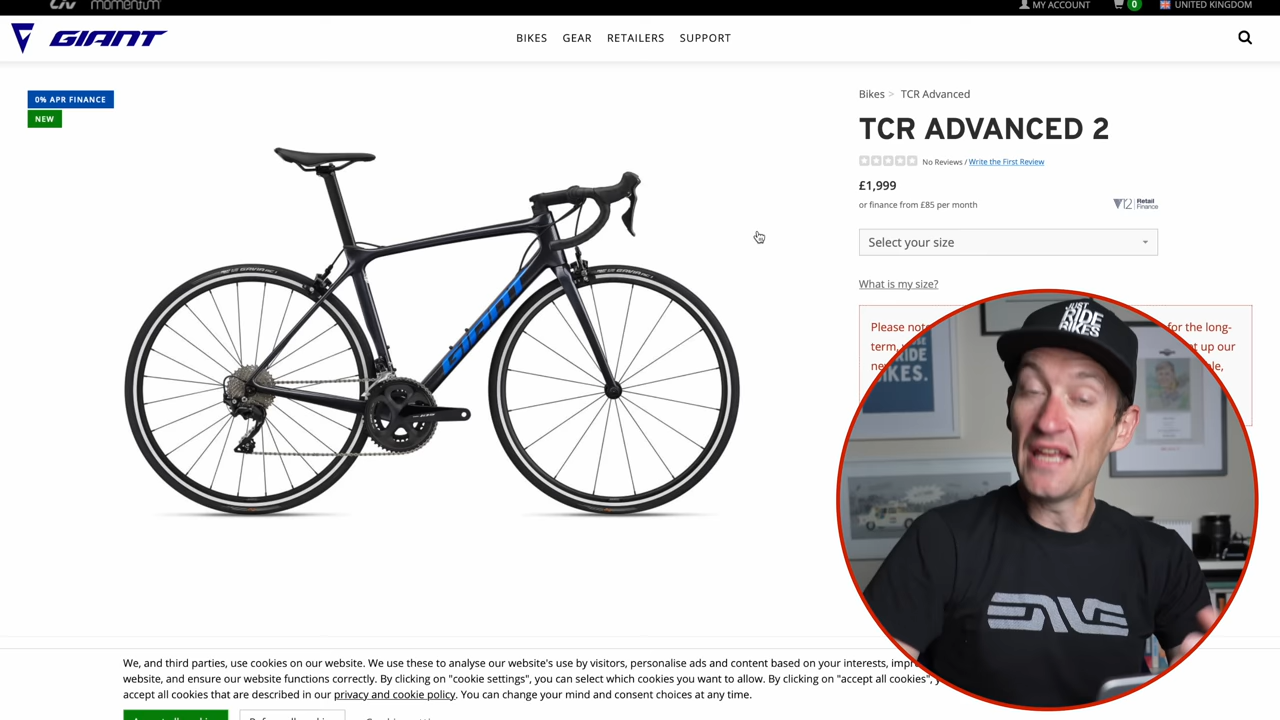 Liv momentum
MY ACCOUNT 0 UNITED KINGDOM
GIANT
BIKES GEAR RETAILERS SUPPORT
0% APR FINANCE
NEW
Bikes > TCR Advanced
TCR ADVANCED 2
No Reviews / Write the First Review
£1,999
or finance from £85 per month
V12 Retail Finance
Select your size
What is my size?
Please for the long-
term,
up our
GIANT
JUST
RIDE
BIKES.
RIDE
BIKES.
ENVE
We, and third parties, use cookies on our website. We use these to analyse our website's use by visitors, personalise ads and content based on your interests,
website, and ensure our website functions correctly. By clicking on "cookie settings", you can select which cookies you want to allow. By clicking on "accept all cookies",
accept all cookies that are described in our privacy and cookie policy. You can change your mind and consent choices at any time.